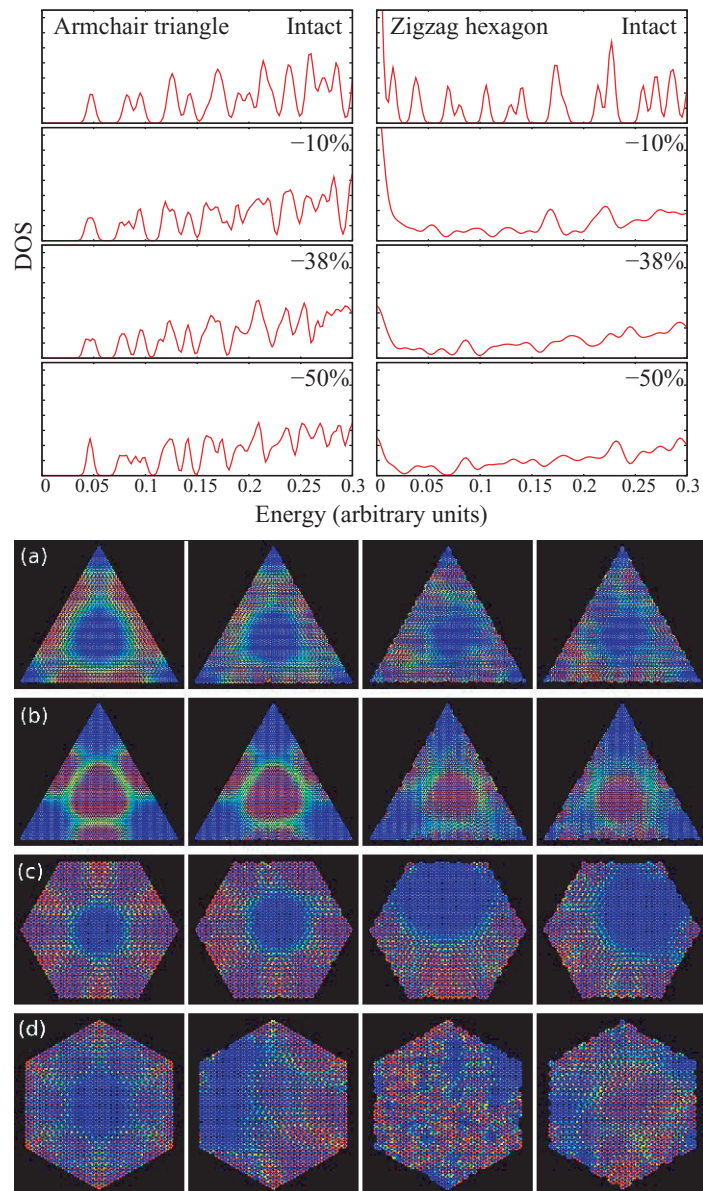 Armchair triangle Intact
Zigzag hexagon Intact
−10%
−10%
DOS
−38%
−38%
−50%
−50%
0 0.05 0.1 0.15 0.2 0.25 0.3
0 0.05 0.1 0.15 0.2 0.25 0.3
Energy (arbitrary units)
(a)
(b)
(c)
(d)